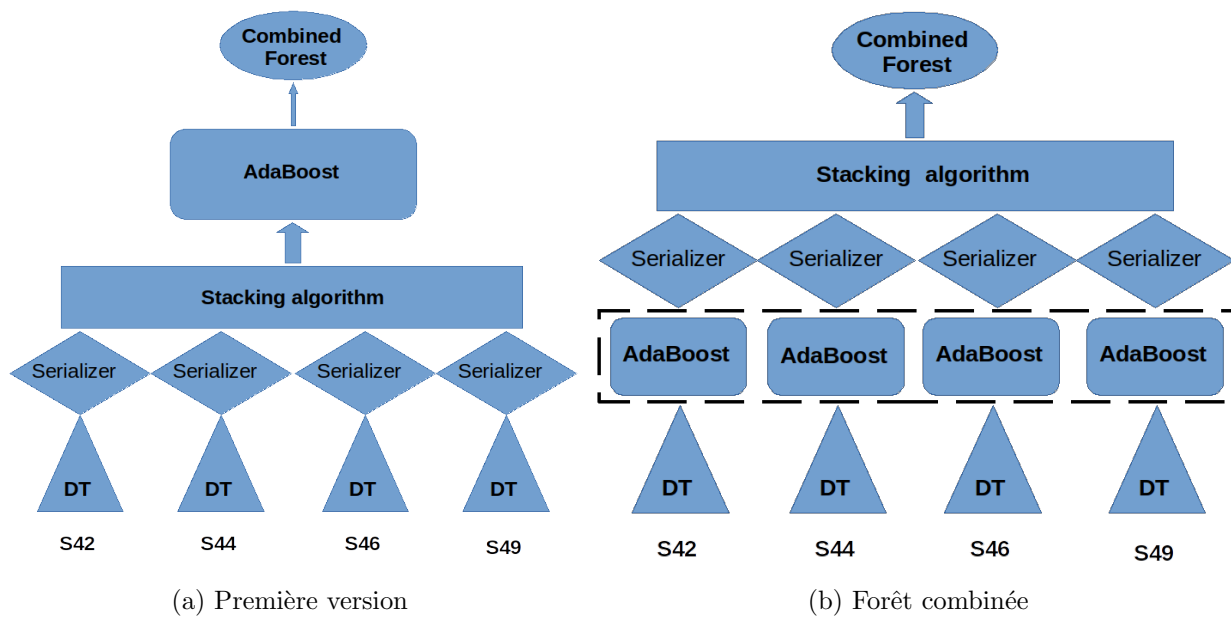 Combined
Forest
AdaBoost
Stacking algorithm
Serializer Serializer Serializer Serializer
DT DT DT DT
S42 S44 S46 S49
(a) Première version
Combined
Forest
Stacking algorithm
Serializer Serializer Serializer Serializer
AdaBoost AdaBoost AdaBoost AdaBoost
DT DT DT DT
S42 S44 S46 S49
(b) Forêt combinée